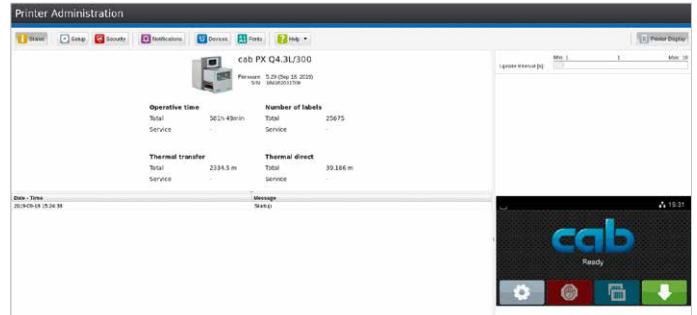 Printer Administration
Status Setup Security Notifications Devices Fonts Help Printer Display
cab PX Q4.3L/300
Firmware 5.29 (Sep 18 2019)
S/N
Update Interval [s]: Min: 1 1 Max: 10
Operative time Number of labels
Total 581h 49min Total 25675
Service - Service -
Thermal transfer Thermal direct
Total 2334.5 m Total 39.186 m
Service - Service -
Date - Time Message
2019-09-18 15:24:38 Startup
15:31
cab
Ready